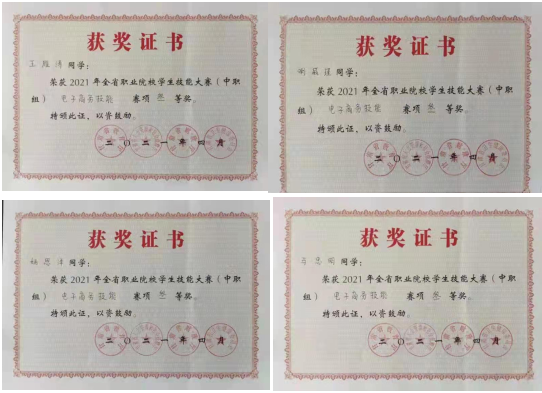 获奖证书
同学：
荣获2021年全省职业院校学生技能大赛（中职
组） 电子商务技能 赛项 叁 等奖。
特颁此证，以资鼓励。
二〇二一年四月
获奖证书
同学：
荣获2021年全省职业院校学生技能大赛（中职
组） 电子商务技能 赛项 叁 等奖。
特颁此证，以资鼓励。
二〇二一年四月
获奖证书
姚思洋同学：
荣获2021年全省职业院校学生技能大赛（中职
组） 电子商务技能 赛项 叁 等奖。
特颁此证，以资鼓励。
二〇二一年四月
获奖证书
马思明同学：
荣获2021年全省职业院校学生技能大赛（中职
组） 电子商务技能 赛项 叁 等奖。
特颁此证，以资鼓励。
二〇二一年四月